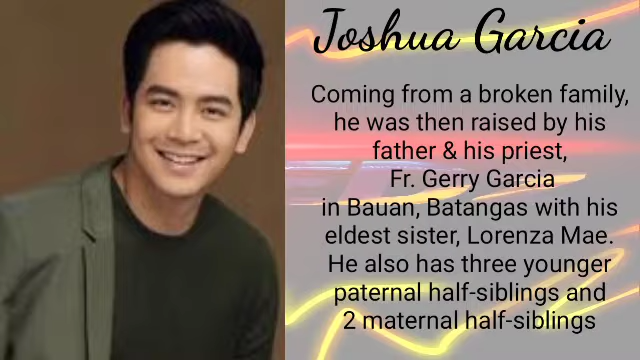 Joshua Garcia
Coming from a broken family,
he was then raised by his
father & his priest,
Fr. Gerry Garcia
in Bauan, Batangas with his
eldest sister, Lorenza Mae.
He also has three younger
paternal half-siblings and
2 maternal half-siblings